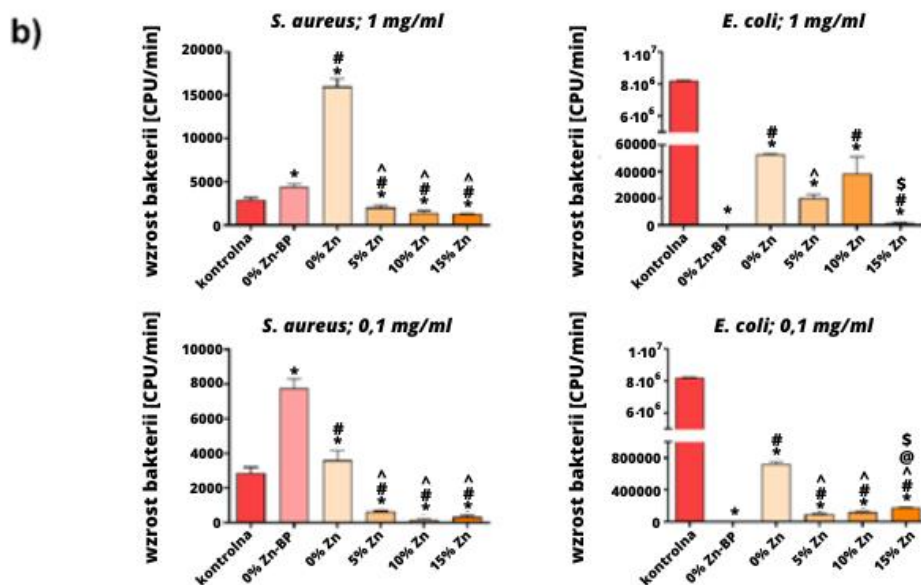 b)
S. aureus; 1 mg/ml
wzrost bakterii [CPU/min]
20000
15000
10000
5000
0
*
#
*
^
#
*
^
#
*
^
#
*
kontrolna
0% Zn-BP
0% Zn
5% Zn
10% Zn
15% Zn
E. coli; 1 mg/ml
wzrost bakterii [CPU/min]
1·10⁷
8·10⁶
6·10⁶
60000
40000
20000
0
*
#
*
^
*
#
*
$
#
*
kontrolna
0% Zn-BP
0% Zn
5% Zn
10% Zn
15% Zn
S. aureus; 0,1 mg/ml
wzrost bakterii [CPU/min]
10000
8000
6000
4000
2000
0
*
#
*
^
#
*
^
#
*
^
#
*
kontrolna
0% Zn-BP
0% Zn
5% Zn
10% Zn
15% Zn
E. coli; 0,1 mg/ml
wzrost bakterii [CPU/min]
1·10⁷
8·10⁶
6·10⁶
800000
400000
0
*
#
*
^
#
*
^
#
*
$
@
^
#
*
kontrolna
0% Zn-BP
0% Zn
5% Zn
10% Zn
15% Zn